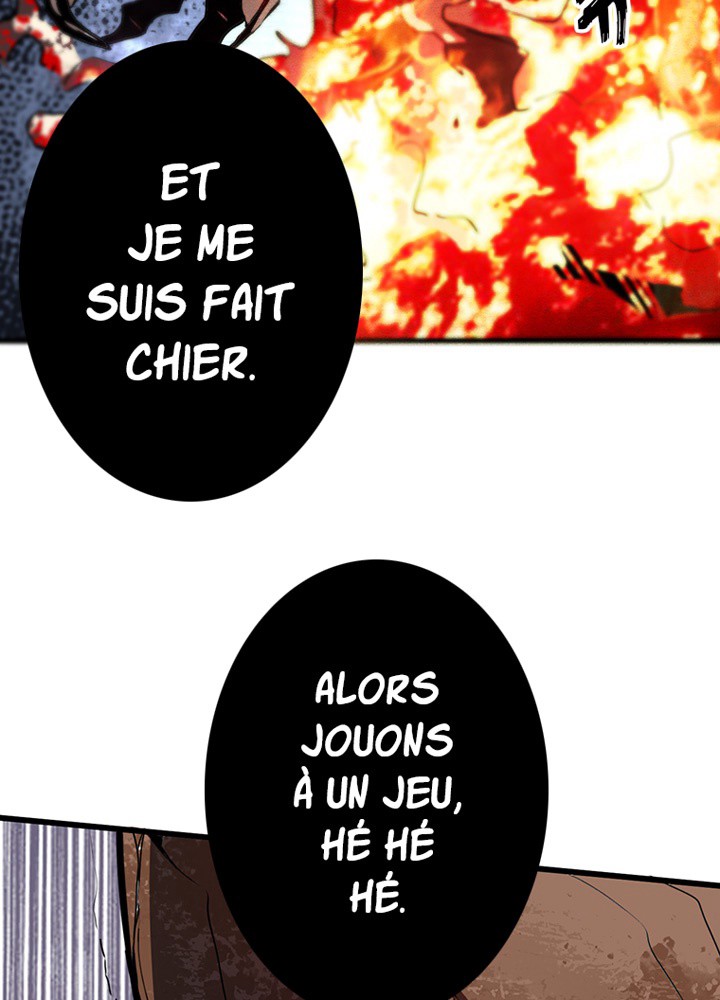 ET
JE ME
SUIS FAIT
CHIER.
ALORS
JOUONS
À UN JEU,
HÉ HÉ
HÉ.